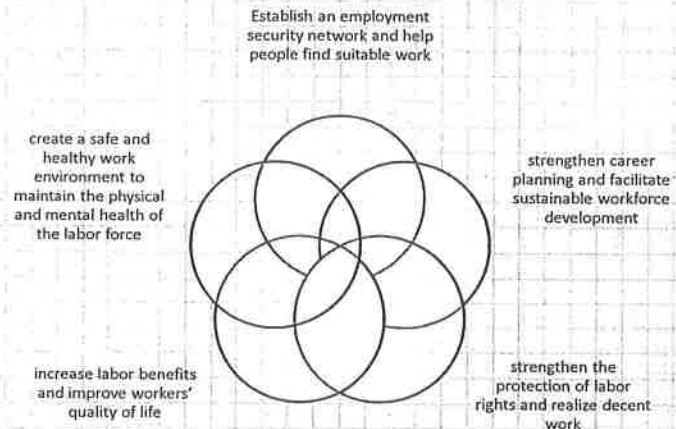 Establish an employment
security network and help
people find suitable work
create a safe and
healthy work
environment to
maintain the physical
and mental health of
the labor force
strengthen career
planning and facilitate
sustainable workforce
development
increase labor benefits
and improve workers'
quality of life
strengthen the
protection of labor
rights and realize decent
work